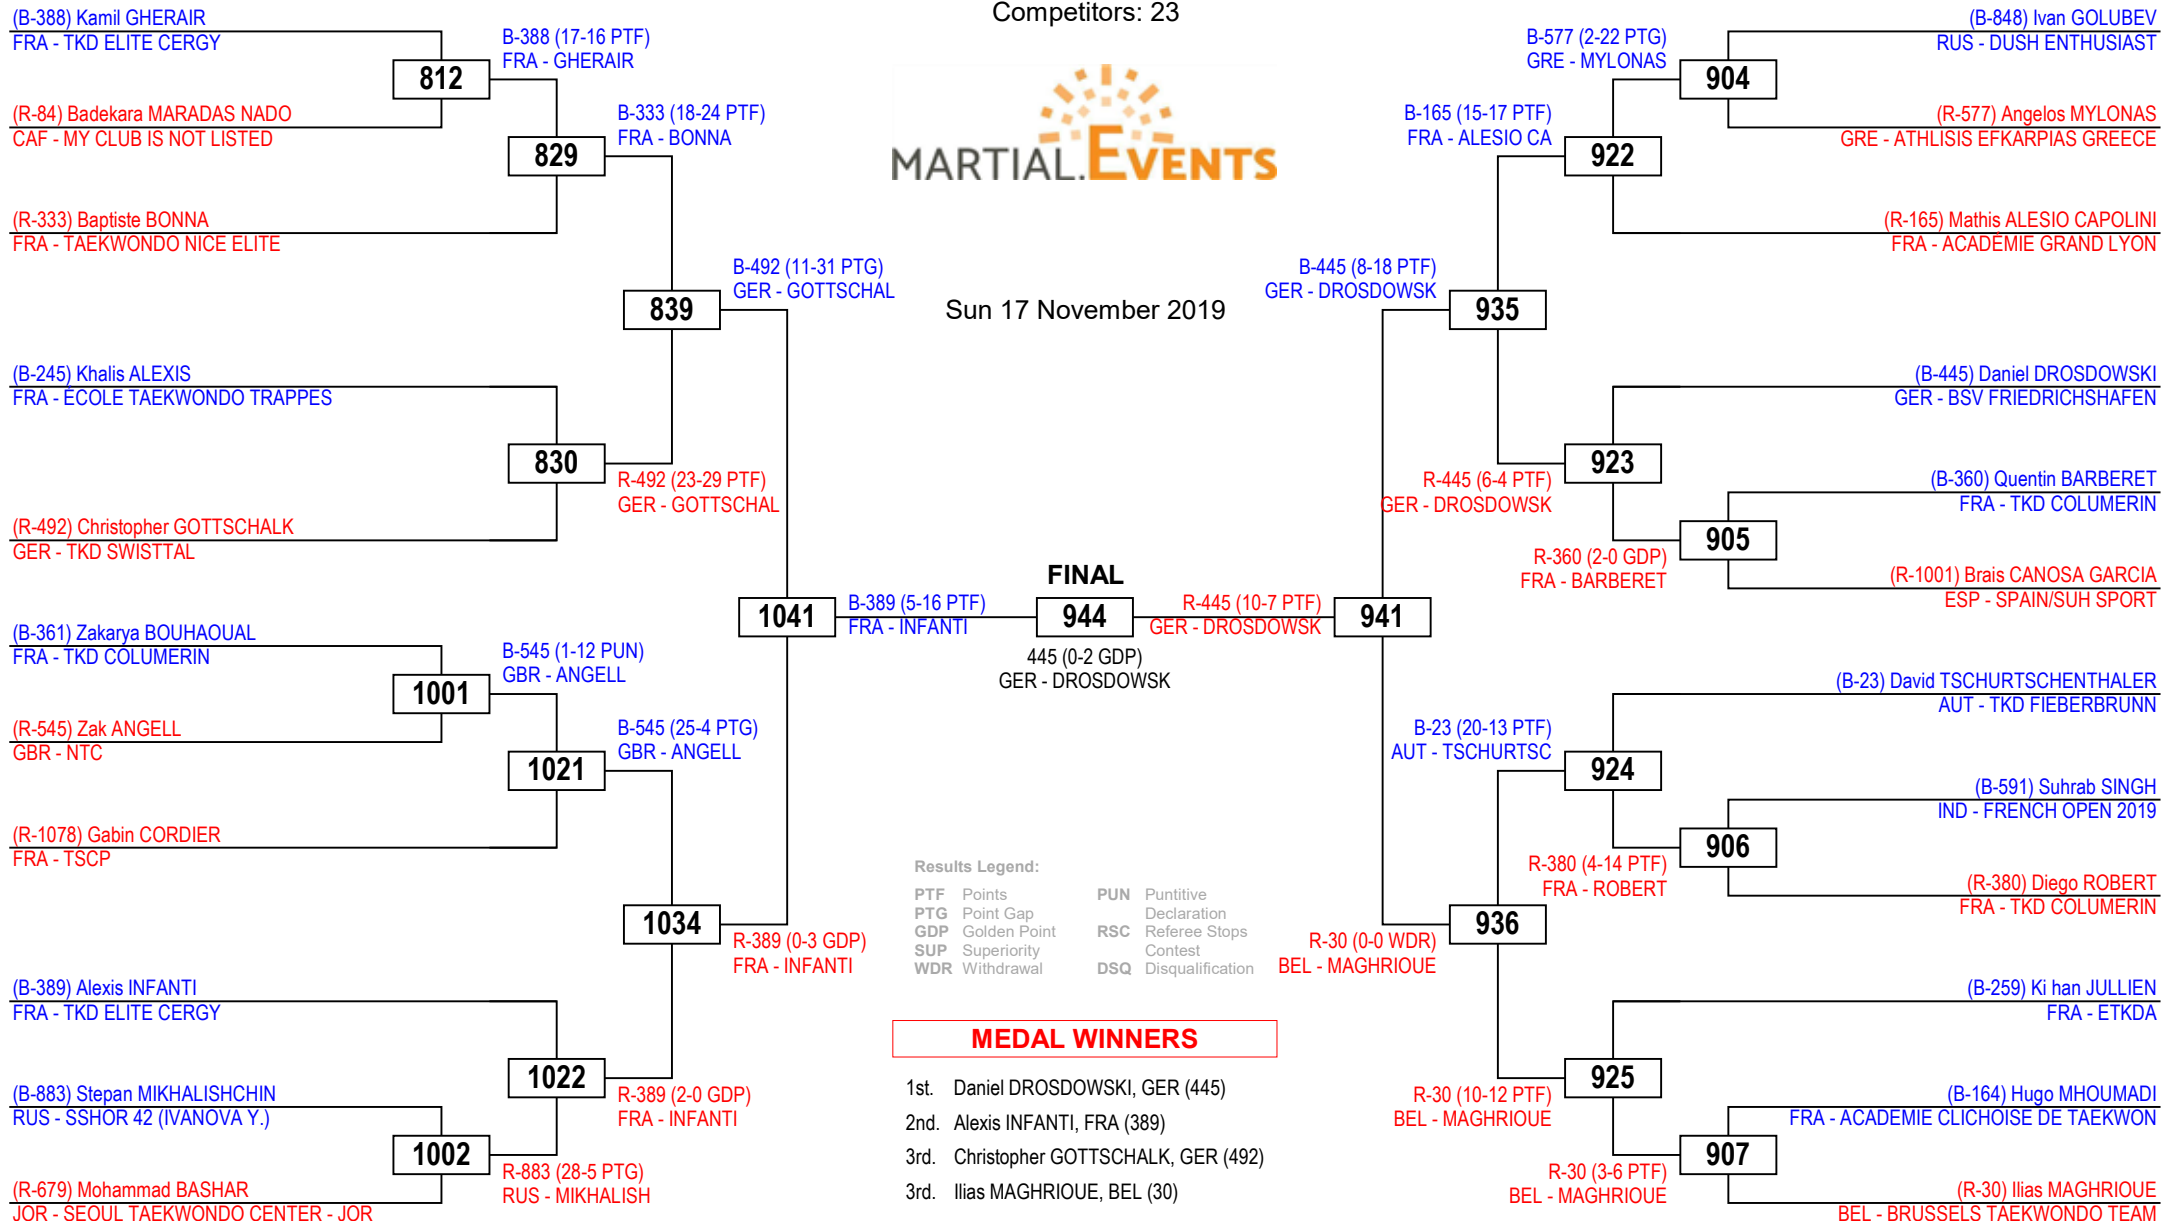 Competitors: 23
MARTIAL.EVENTS
Sun 17 November 2019
(B-388) Kamil GHERAIR
FRA - TKD ELITE CERGY
812
(R-84) Badekara MARADAS NADO
CAF - MY CLUB IS NOT LISTED
B-388 (17-16 PTF)
FRA - GHERAIR
829
(R-333) Baptiste BONNA
FRA - TAEKWONDO NICE ELITE
B-333 (18-24 PTF)
FRA - BONNA
839
B-492 (11-31 PTG)
GER - GOTTSCHAL
(B-245) Khalis ALEXIS
FRA - ÉCOLE TAEKWONDO TRAPPES
830
R-492 (23-29 PTF)
GER - GOTTSCHAL
(R-492) Christopher GOTTSCHALK
GER - TKD SWISTTAL
1041
B-389 (5-16 PTF)
FRA - INFANTI
(B-361) Zakarya BOUHAOUAL
FRA - TKD COLUMERIN
1001
B-545 (1-12 PUN)
GBR - ANGELL
(R-545) Zak ANGELL
GBR - NTC
1021
B-545 (25-4 PTG)
GBR - ANGELL
(R-1078) Gabin CORDIER
FRA - TSCP
1034
R-389 (0-3 GDP)
FRA - INFANTI
(B-389) Alexis INFANTI
FRA - TKD ELITE CERGY
1022
R-389 (2-0 GDP)
FRA - INFANTI
(B-883) Stepan MIKHALISHCHIN
RUS - SSHOR 42 (IVANOVA Y.)
1002
R-883 (28-5 PTG)
RUS - MIKHALISH
(R-679) Mohammad BASHAR
JOR - SEOUL TAEKWONDO CENTER - JOR
FINAL
944
445 (0-2 GDP)
GER - DROSDOWSK
R-445 (10-7 PTF)
GER - DROSDOWSK
941
(B-848) Ivan GOLUBEV
RUS - DUSH ENTHUSIAST
904
B-577 (2-22 PTG)
GRE - MYLONAS
(R-577) Angelos MYLONAS
GRE - ATHLISIS EFKARPIAS GREECE
B-165 (15-17 PTF)
FRA - ALESIO CA
922
(R-165) Mathis ALESIO CAPOLINI
FRA - ACADÉMIE GRAND LYON
B-445 (8-18 PTF)
GER - DROSDOWSK
935
(B-445) Daniel DROSDOWSKI
GER - BSV FRIEDRICHSHAFEN
923
R-445 (6-4 PTF)
GER - DROSDOWSK
(B-360) Quentin BARBERET
FRA - TKD COLUMERIN
905
R-360 (2-0 GDP)
FRA - BARBERET
(R-1001) Brais CANOSA GARCIA
ESP - SPAIN/SUH SPORT
(B-23) David TSCHURTSCHENTHALER
AUT - TKD FIEBERBRUNN
B-23 (20-13 PTF)
AUT - TSCHURTSC
924
(B-591) Suhrab SINGH
IND - FRENCH OPEN 2019
906
R-380 (4-14 PTF)
FRA - ROBERT
(R-380) Diego ROBERT
FRA - TKD COLUMERIN
936
R-30 (0-0 WDR)
BEL - MAGHRIOUE
(B-259) Ki han JULLIEN
FRA - ETKDA
925
R-30 (10-12 PTF)
BEL - MAGHRIOUE
(B-164) Hugo MHOUMADI
FRA - ACADEMIE CLICHOISE DE TAEKWON
907
R-30 (3-6 PTF)
BEL - MAGHRIOUE
(R-30) Ilias MAGHRIOUE
BEL - BRUSSELS TAEKWONDO TEAM
Results Legend:
PTF Points PUN Puntitive
PTG Point Gap Declaration
GDP Golden Point RSC Referee Stops
SUP Superiority Contest
WDR Withdrawal DSQ Disqualification
MEDAL WINNERS
1st. Daniel DROSDOWSKI, GER (445)
2nd. Alexis INFANTI, FRA (389)
3rd. Christopher GOTTSCHALK, GER (492)
3rd. Ilias MAGHRIOUE, BEL (30)